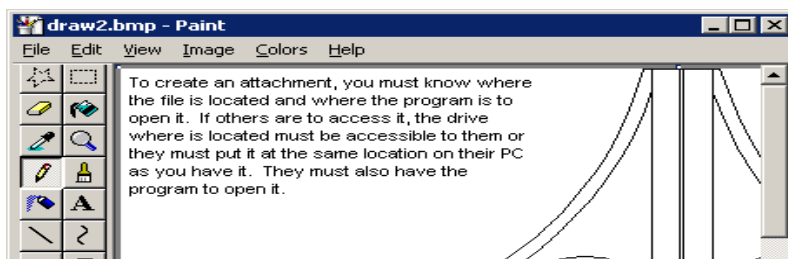 draw2.bmp - Paint
File Edit View Image Colors Help
To create an attachment, you must know where
the file is located and where the program is to
open it. If others are to access it, the drive
where is located must be accessible to them or
they must put it at the same location on their PC
as you have it. They must also have the
program to open it.
A